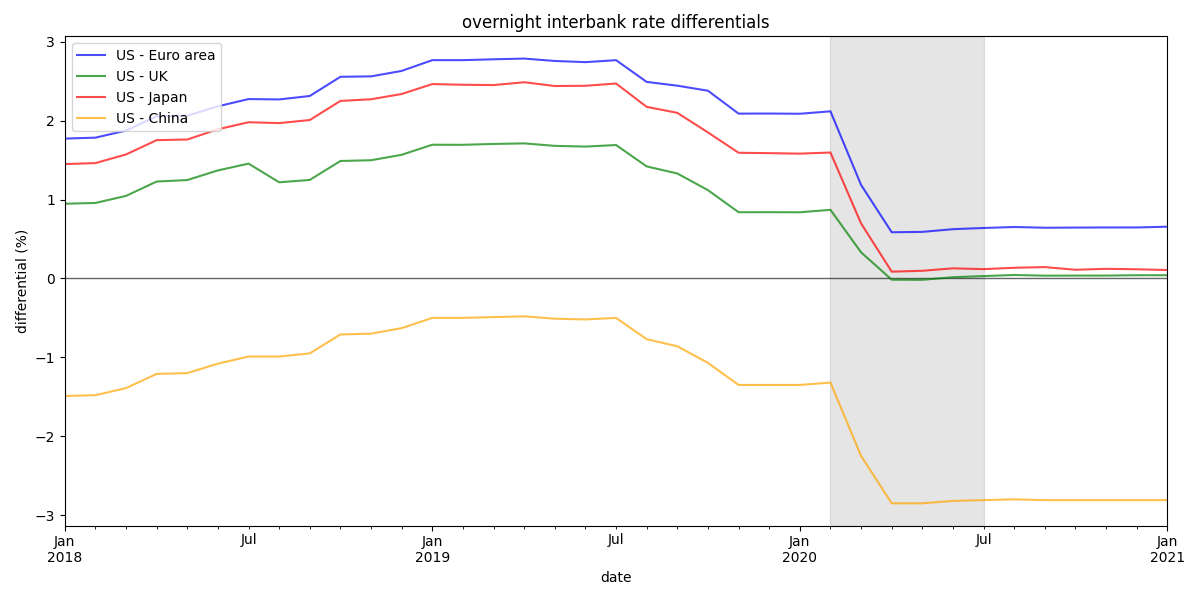 overnight interbank rate differentials
US - Euro area
US - UK
US - Japan
US - China
3
2
1
0
−1
−2
−3
differential (%)
Jan
2018
Jul
Jan
2019
Jul
Jan
2020
Jul
Jan
2021
date